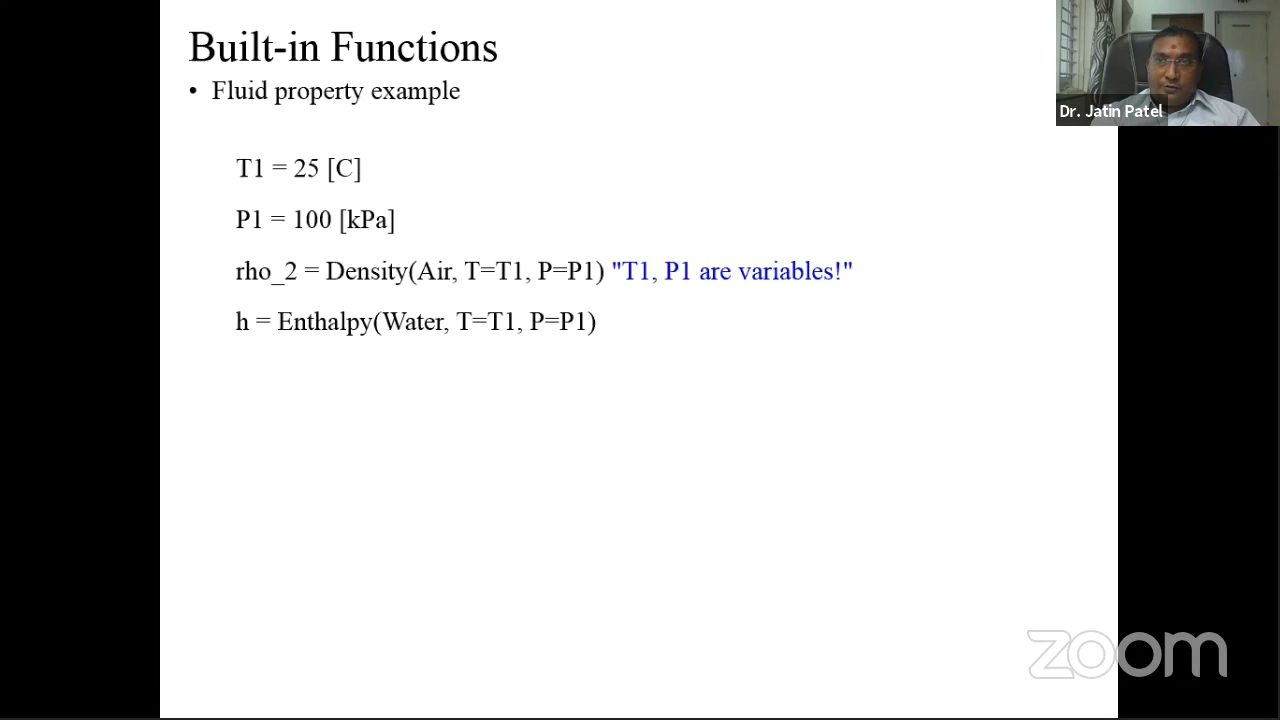 Built-in Functions
• Fluid property example
T1 = 25 [C]
P1 = 100 [kPa]
rho_2 = Density(Air, T=T1, P=P1) "T1, P1 are variables!"
h = Enthalpy(Water, T=T1, P=P1)
Dr. Jatin Patel
zoom